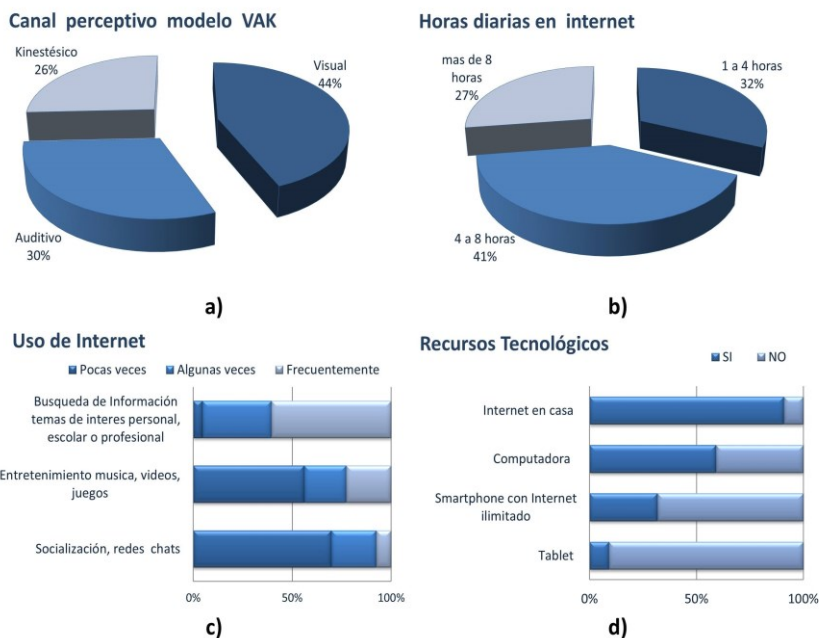 Canal perceptivo modelo VAK
Kinestésico
26%
Visual
44%
Auditivo
30%
a)
Horas diarias en internet
mas de 8
horas
27%
1 a 4 horas
32%
4 a 8 horas
41%
b)
Uso de Internet
Pocas veces
Algunas veces
Frecuentemente
Busqueda de Información
temas de interes personal,
escolar o profesional
Entretenimiento musica, videos,
juegos
Socialización, redes chats
0%
50%
100%
c)
Recursos Tecnológicos
SI
NO
Internet en casa
Computadora
Smartphone con Internet
ilimitado
Tablet
0%
50%
100%
d)